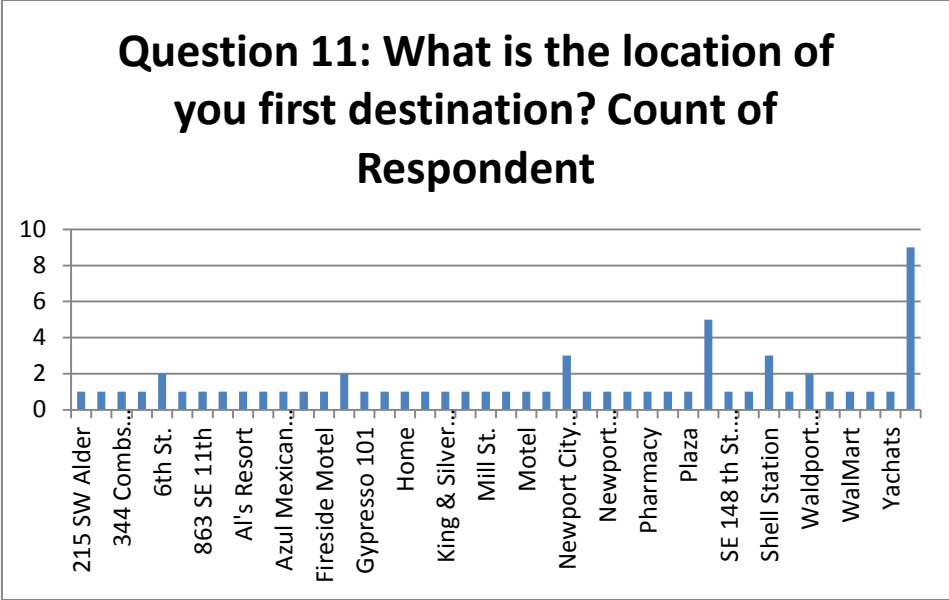 Question 11: What is the location of
you first destination? Count of
Respondent
10
8
6
4
2
0
215 SW Alder
344 Combs…
6th St.
863 SE 11th
Al's Resort
Azul Mexican…
Fireside Motel
Gypresso 101
Home
King & Silver…
Mill St.
Motel
Newport City…
Newport…
Pharmacy
Plaza
SE 148 th St.…
Shell Station
Waldport…
WalMart
Yachats